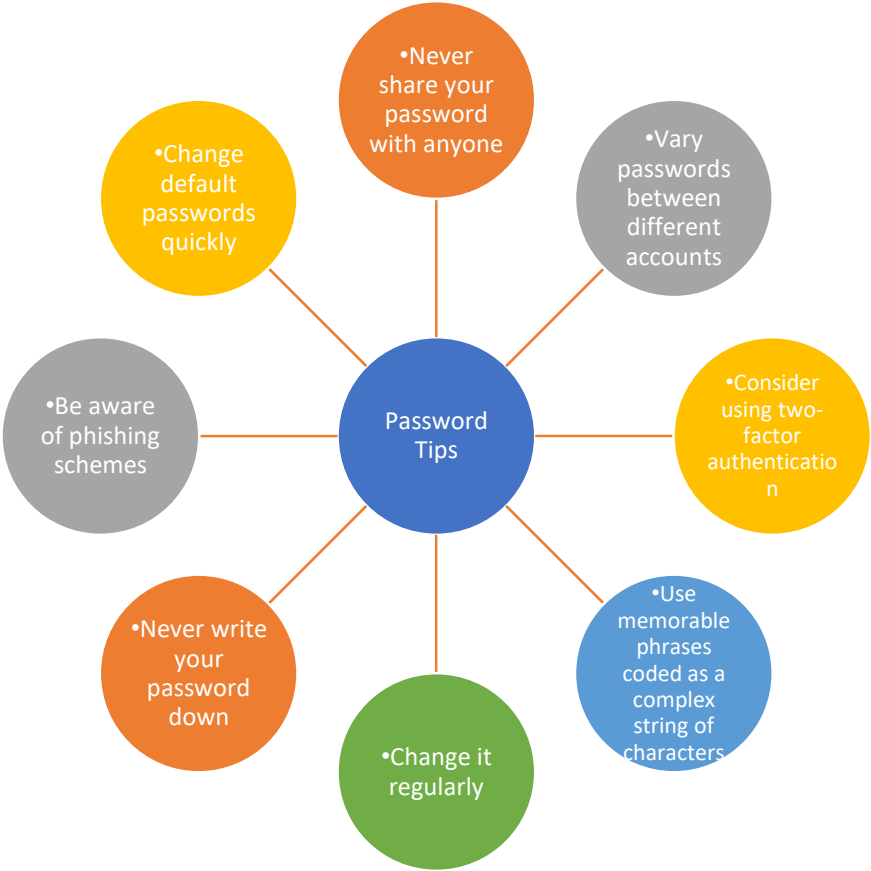 •Never
share your
password
with anyone
•Vary
passwords
between
different
accounts
•Consider
using two-
factor
authenticatio
n
•Use
memorable
phrases
coded as a
complex
string of
characters
•Change it
regularly
•Never write
your
password
down
•Be aware
of phishing
schemes
•Change
default
passwords
quickly
Password
Tips